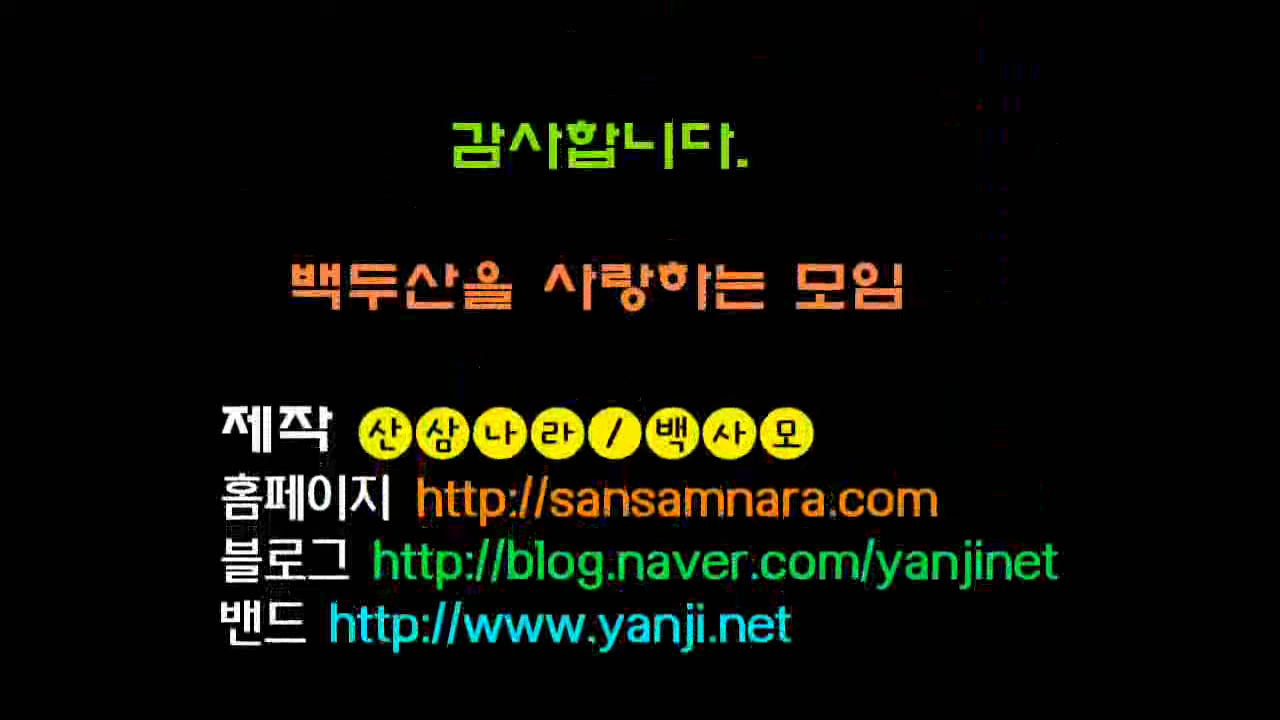 감사합니다.
백두산을 사랑하는 모임
제작 산삼나라/백사모
홈페이지 http://sansamnara.com
블로그 http://blog.naver.com/yanjinet
밴드 http://www.yanji.net